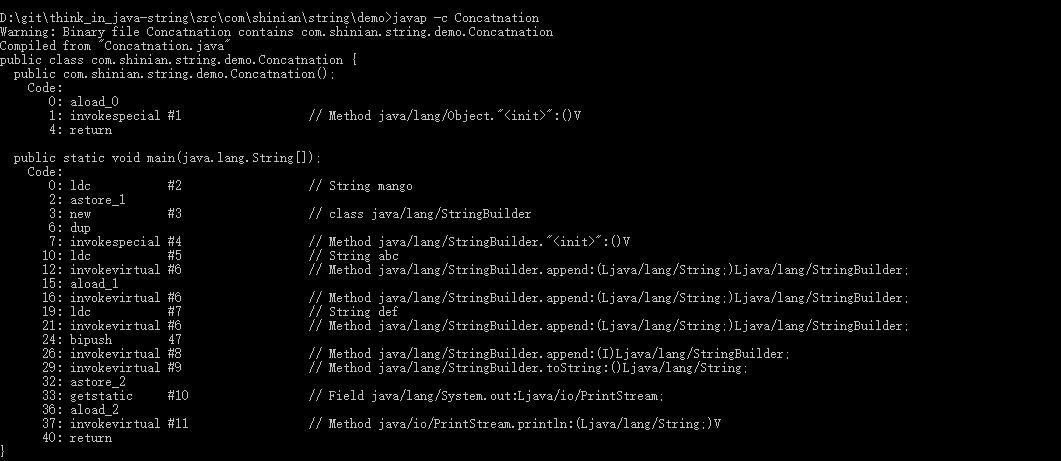 D:\git\think_in_java-string\src\com\shinian\string\demo>javap -c Concatnation
Warning: Binary file Concatnation contains com.shinian.string.demo.Concatnation
Compiled from "Concatnation.java"
public class com.shinian.string.demo.Concatnation {
  public com.shinian.string.demo.Concatnation();
    Code:
       0: aload_0
       1: invokespecial #1                  // Method java/lang/Object."<init>":()V
       4: return

  public static void main(java.lang.String[]);
    Code:
       0: ldc           #2                  // String mango
       2: astore_1
       3: new           #3                  // class java/lang/StringBuilder
       6: dup
       7: invokespecial #4                  // Method java/lang/StringBuilder."<init>":()V
      10: ldc           #5                  // String abc
      12: invokevirtual #6                  // Method java/lang/StringBuilder.append:(Ljava/lang/String;)Ljava/lang/StringBuilder;
      15: aload_1
      16: invokevirtual #6                  // Method java/lang/StringBuilder.append:(Ljava/lang/String;)Ljava/lang/StringBuilder;
      19: ldc           #7                  // String def
      21: invokevirtual #6                  // Method java/lang/StringBuilder.append:(Ljava/lang/String;)Ljava/lang/StringBuilder;
      24: bipush        47
      26: invokevirtual #8                  // Method java/lang/StringBuilder.append:(I)Ljava/lang/StringBuilder;
      29: invokevirtual #9                  // Method java/lang/StringBuilder.toString:()Ljava/lang/String;
      32: astore_2
      33: getstatic     #10                 // Field java/lang/System.out:Ljava/io/PrintStream;
      36: aload_2
      37: invokevirtual #11                 // Method java/io/PrintStream.println:(Ljava/lang/String;)V
      40: return
}